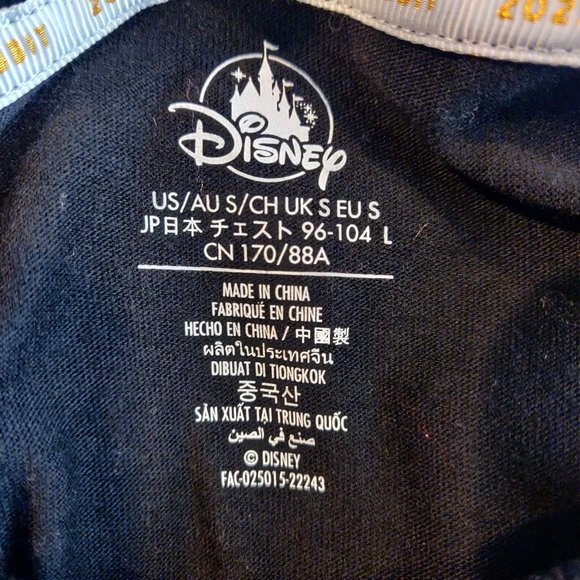 202
DISNEY
US/AU S/CH UK S EU S
JP日本 チェスト 96-104 L
CN 170/88A
MADE IN CHINA
FABRIQUÉ EN CHINE
HECHO EN CHINA / 中國製
ผลิตในประเทศจีน
DIBUAT DI TIONGKOK
중국산
SẢN XUẤT TẠI TRUNG QUỐC
صنع في الصين
© DISNEY
FAC-025015-22243